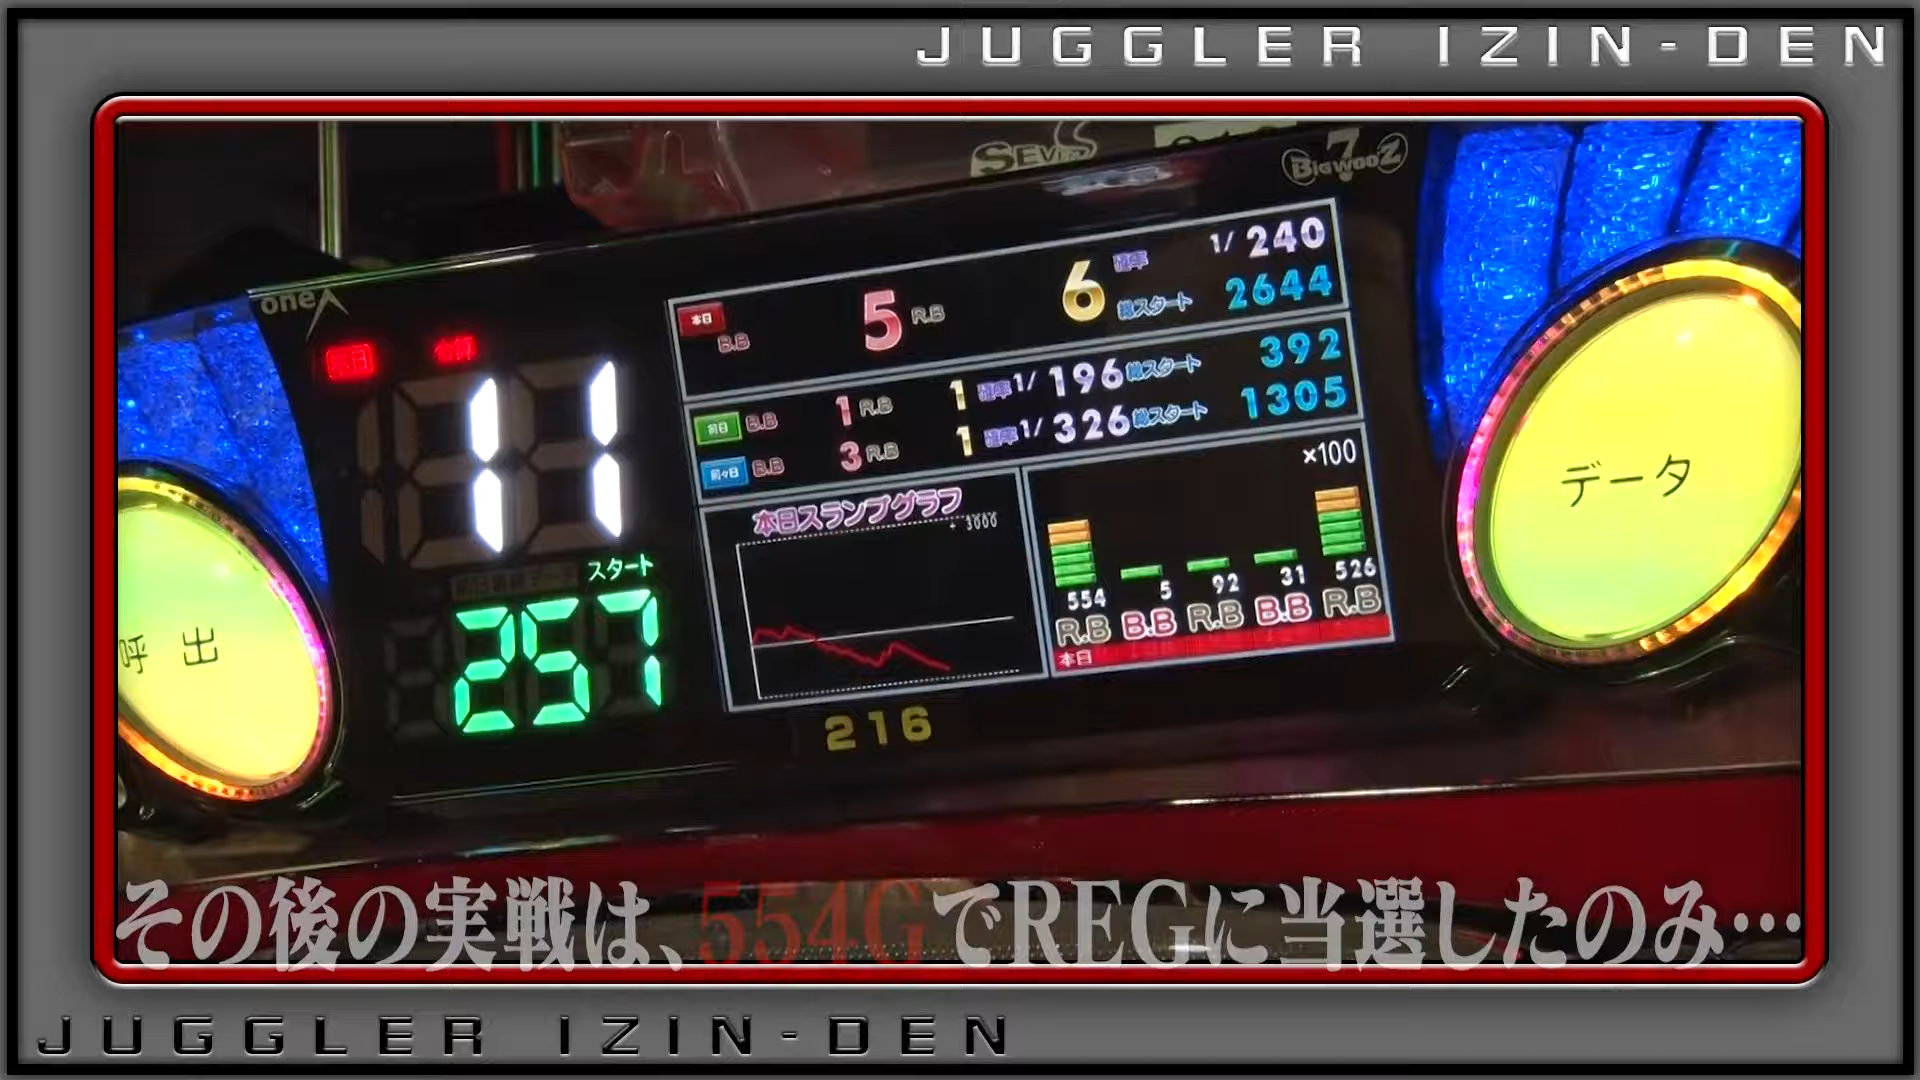 JUGGLER IZIN-DEN
SEVEN'S
BIGWOOZ
oneA
本日 B.B 5 R.B 6 確率 1/240
総スタート 2644
前日 B.B 1 R.B 1 確率 1/196 総スタート 392
前々日 B.B 3 R.B 1 確率 1/326 総スタート 1305
11
スタート
257
本日スランプグラフ
+3000
×100
554 5 92 31 526
R.B B.B R.B B.B R.B
本日
216
呼出
データ
その後の実戦は、554GでREGに当選したのみ…
JUGGLER IZIN-DEN